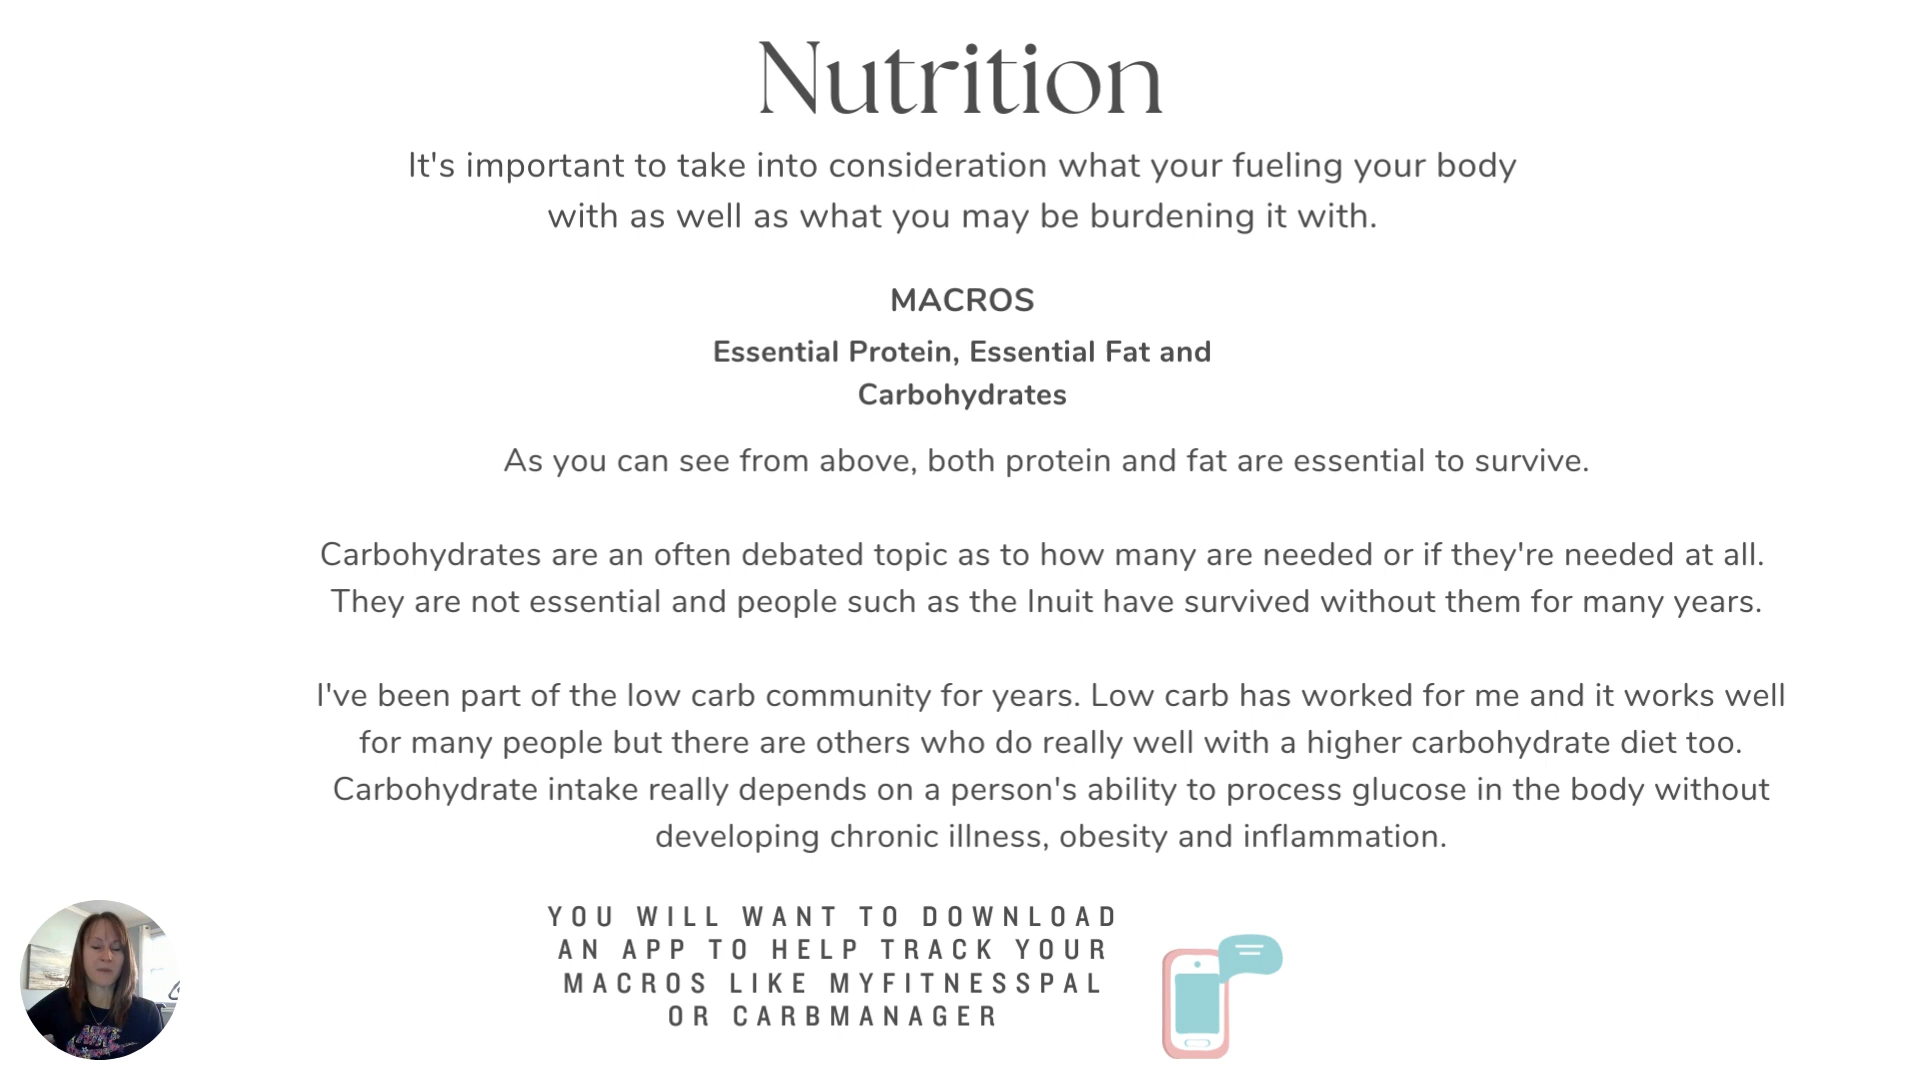 Nutrition
It's important to take into consideration what your fueling your body
with as well as what you may be burdening it with.
MACROS
Essential Protein, Essential Fat and
Carbohydrates
As you can see from above, both protein and fat are essential to survive.
Carbohydrates are an often debated topic as to how many are needed or if they're needed at all.
They are not essential and people such as the Inuit have survived without them for many years.
I've been part of the low carb community for years. Low carb has worked for me and it works well
for many people but there are others who do really well with a higher carbohydrate diet too.
Carbohydrate intake really depends on a person's ability to process glucose in the body without
developing chronic illness, obesity and inflammation.
YOU WILL WANT TO DOWNLOAD
AN APP TO HELP TRACK YOUR
MACROS LIKE MYFITNESSPAL
OR CARBMANAGER